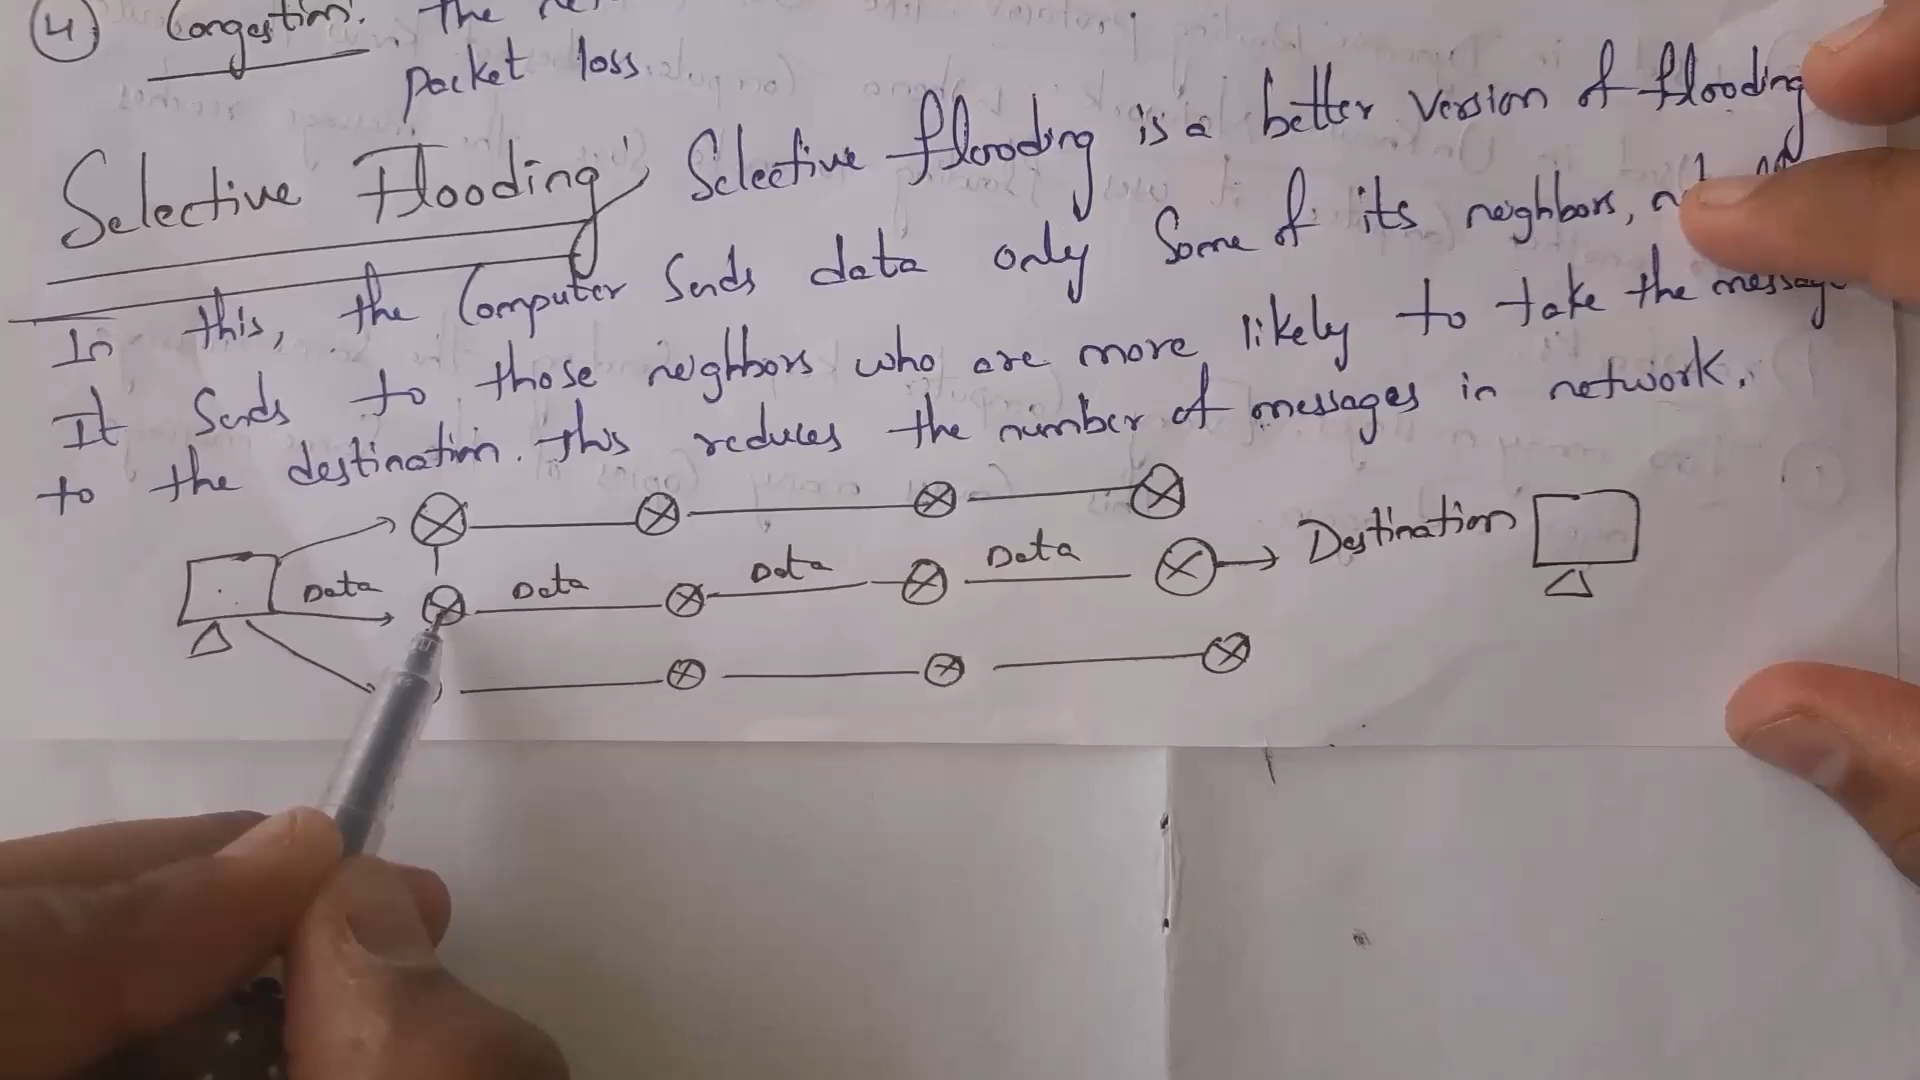 ④ Congestion: The
packet loss.
Selective Flooding: Selective flooding is a better version of flooding
In this, the Computer Sends data only Some of its neighbors,
It Sends to those neighbors who are more likely to take the message
to the destination. This reduces the number of messages in network.
Data Data Data Data Destination